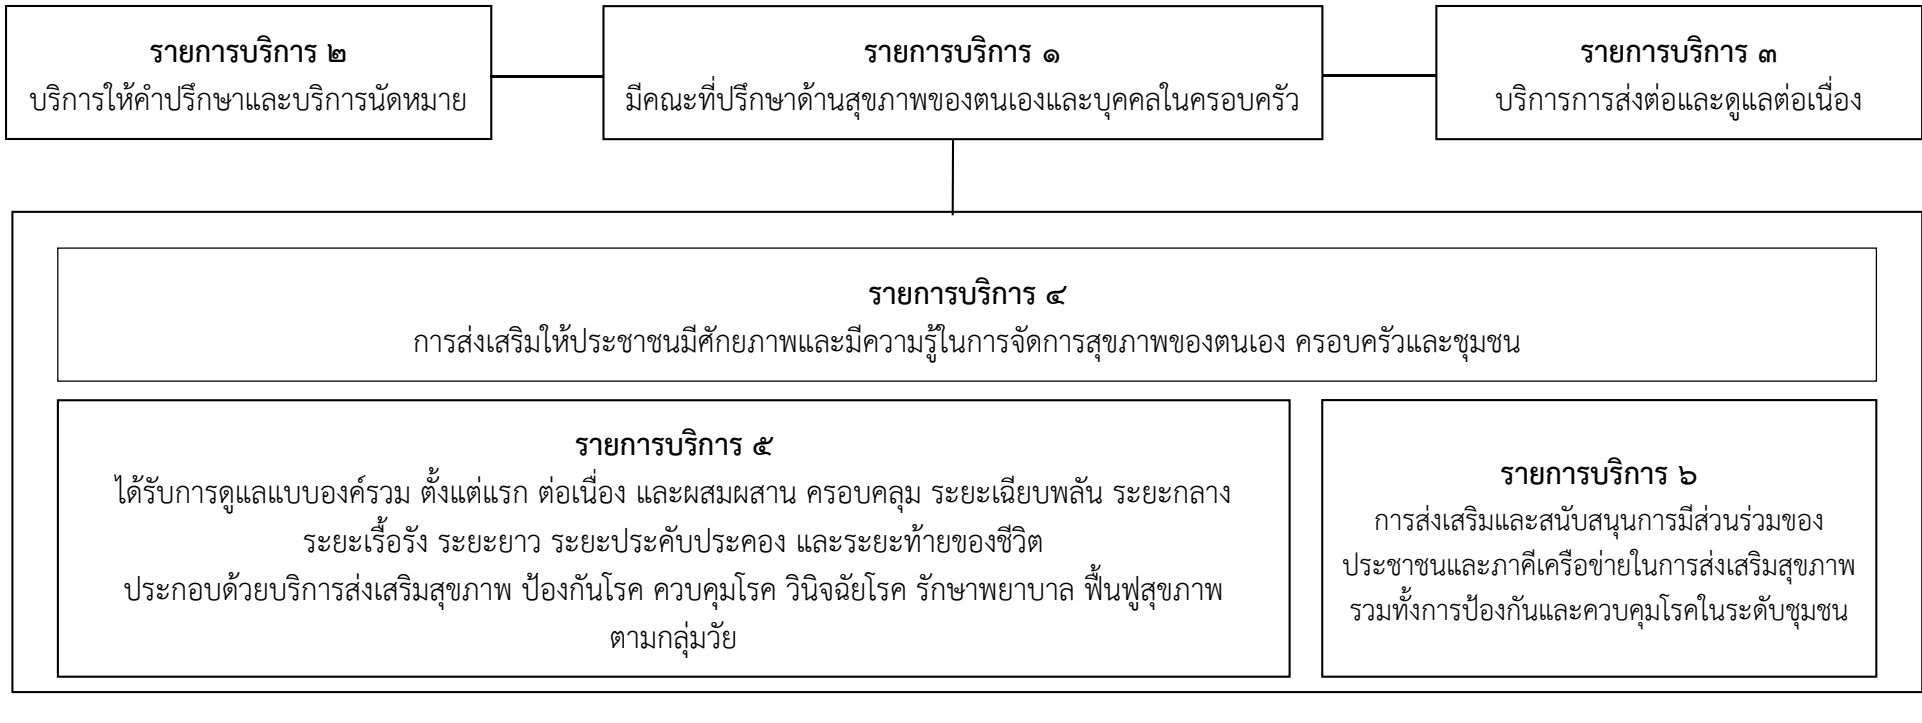 รายการบริการ ๒
บริการให้คำปรึกษาและบริการนัดหมาย
รายการบริการ ๑
มีคณะที่ปรึกษาด้านสุขภาพของตนเองและบุคคลในครอบครัว
รายการบริการ ๓
บริการการส่งต่อและดูแลต่อเนื่อง
รายการบริการ ๔
การส่งเสริมให้ประชาชนมีศักยภาพและมีความรู้ในการจัดการสุขภาพของตนเอง ครอบครัวและชุมชน
รายการบริการ ๕
ได้รับการดูแลแบบองค์รวม ตั้งแต่แรก ต่อเนื่อง และผสมผสาน ครอบคลุม ระยะเฉียบพลัน ระยะกลาง
ระยะเรื้อรัง ระยะยาว ระยะประคับประคอง และระยะท้ายของชีวิต
ประกอบด้วยบริการส่งเสริมสุขภาพ ป้องกันโรค ควบคุมโรค วินิจฉัยโรค รักษาพยาบาล ฟื้นฟูสุขภาพ
ตามกลุ่มวัย
รายการบริการ ๖
การส่งเสริมและสนับสนุนการมีส่วนร่วมของ
ประชาชนและภาคีเครือข่ายในการส่งเสริมสุขภาพ
รวมทั้งการป้องกันและควบคุมโรคในระดับชุมชน